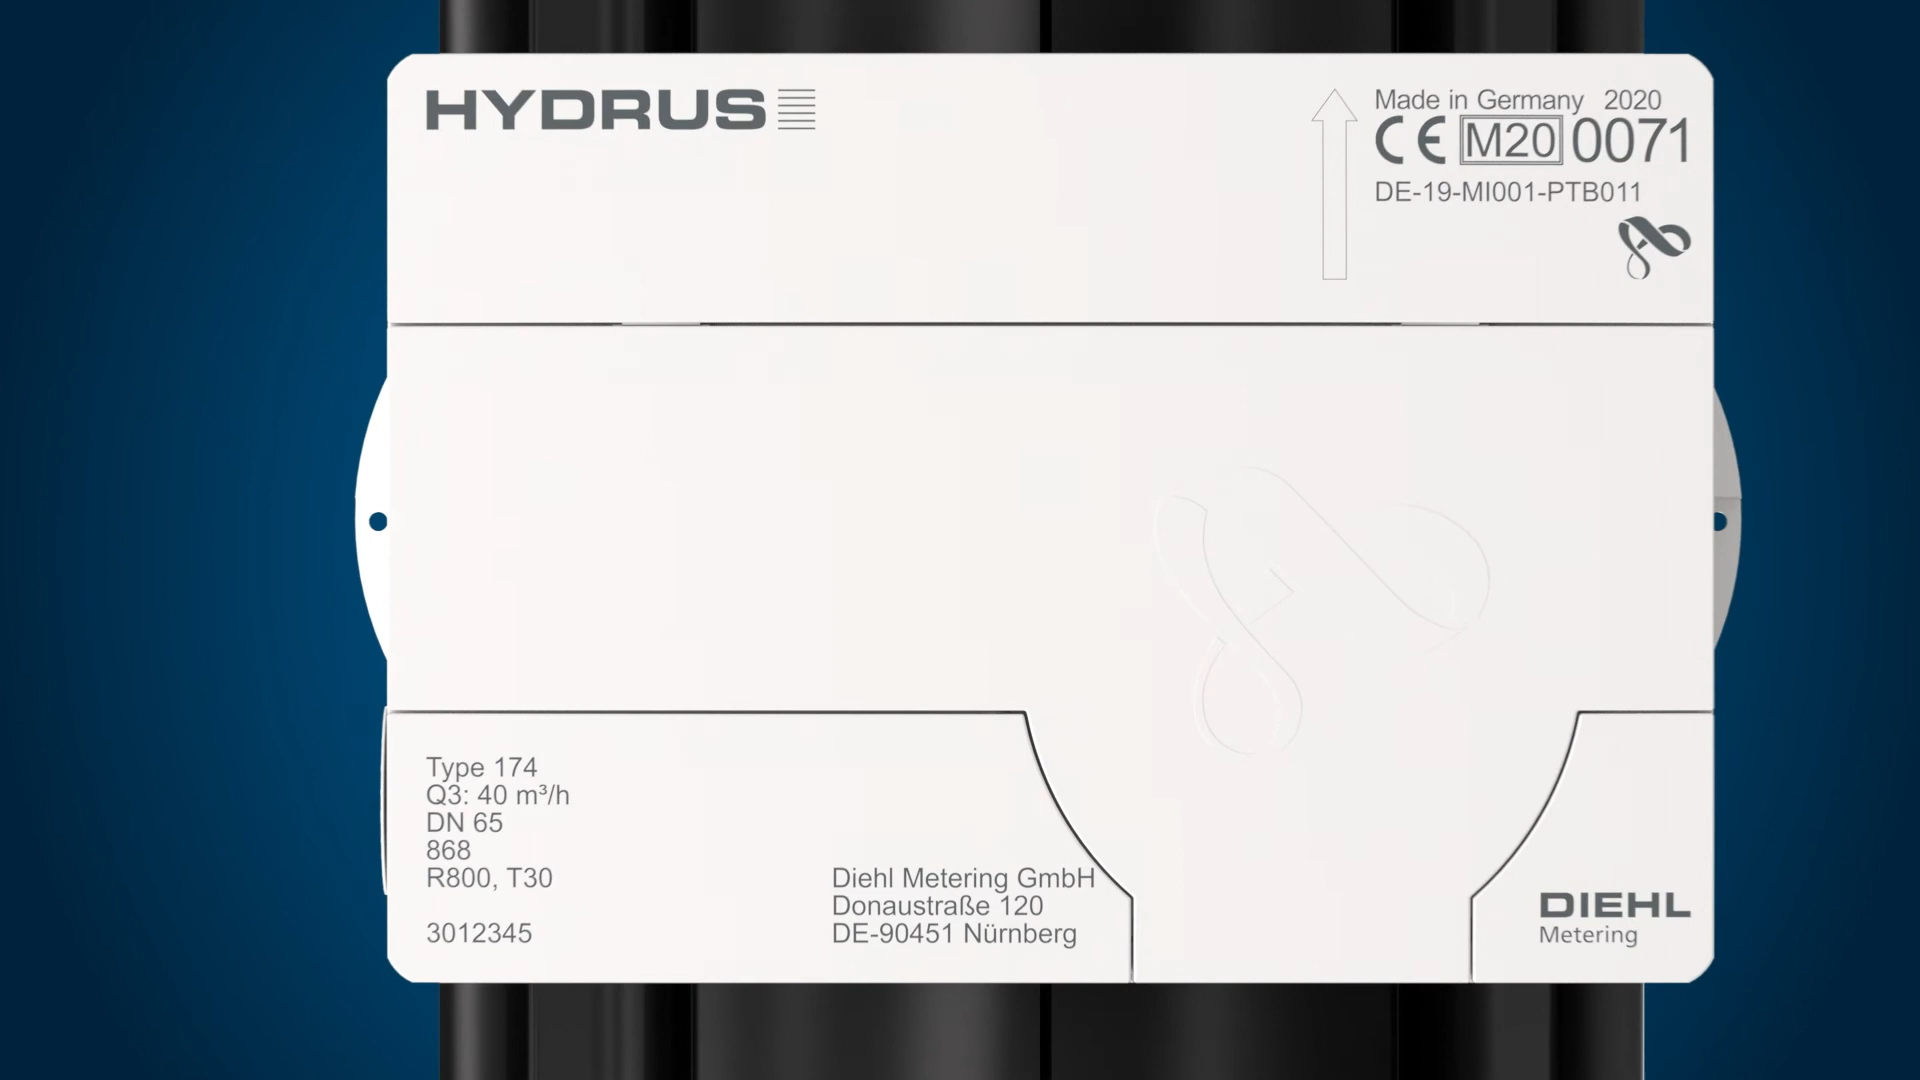 HYDRUS
Made in Germany 2020
CE M20 0071
DE-19-MI001-PTB011
Type 174
Q3: 40 m³/h
DN 65
868
R800, T30
3012345
Diehl Metering GmbH
Donaustraße 120
DE-90451 Nürnberg
DIEHL
Metering